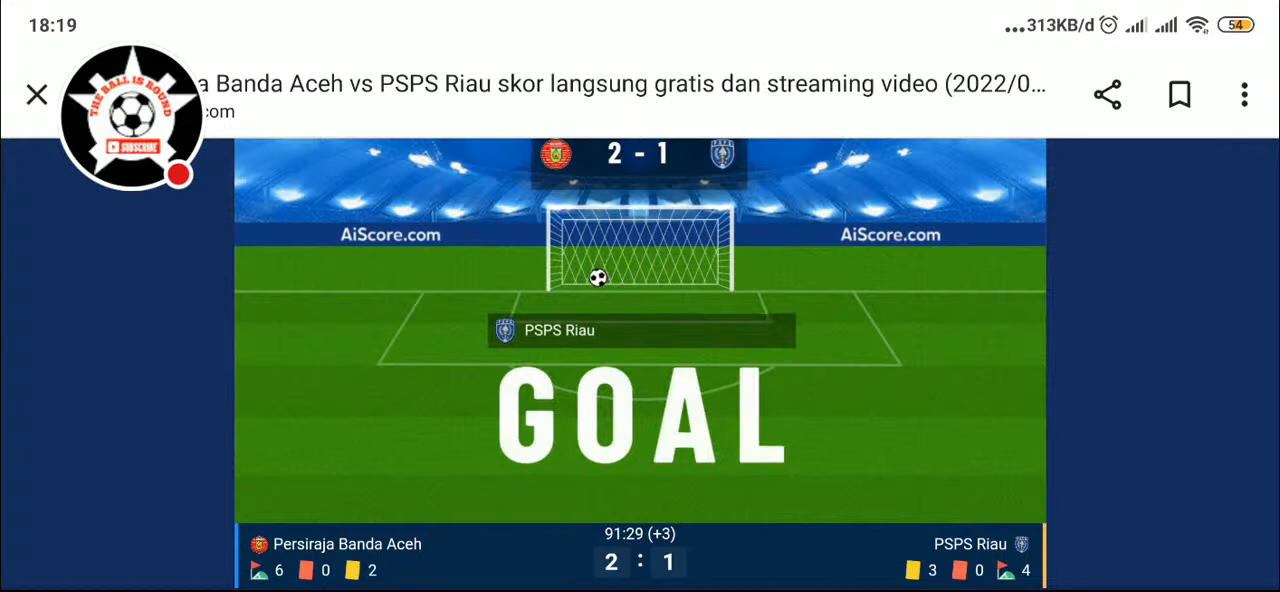 18:19
...313KB/d
54
THE BALL IS ROUND
SUBSCRIBE
a Banda Aceh vs PSPS Riau skor langsung gratis dan streaming video (2022/0...
com
2 - 1
AiScore.com
AiScore.com
PSPS Riau
GOAL
91:29 (+3)
Persiraja Banda Aceh
2 : 1
PSPS Riau
6 0 2
3 0 4